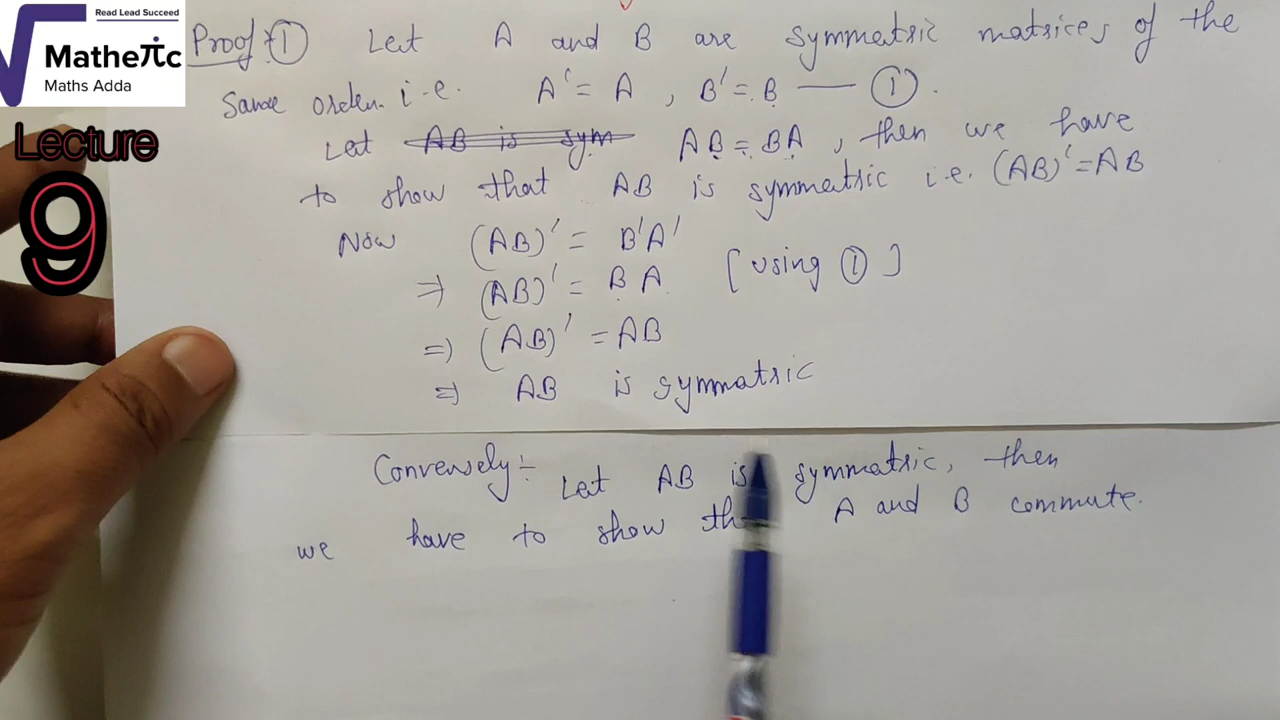 Read Lead Succeed
Matheπc
Maths Adda
Lecture
9
Proof :- ① Let A and B are symmetric matrices of the
same order. i.e. A' = A , B' = B — ① .
Let AB is sym AB = BA , then we have
to show that AB is symmetric i.e. (AB)' = AB
Now (AB)' = B'A'
⇒ (AB)' = B A [using ①]
⇒ (AB)' = AB
⇒ AB is symmetric
Conversely :- Let AB is symmetric, then
we have to show A and B commute.